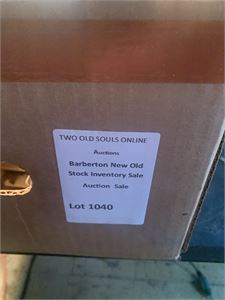 TWO OLD SOULS ONLINE
Auctions
Barberton New Old
Stock Inventory Sale
Auction Sale
Lot 1040